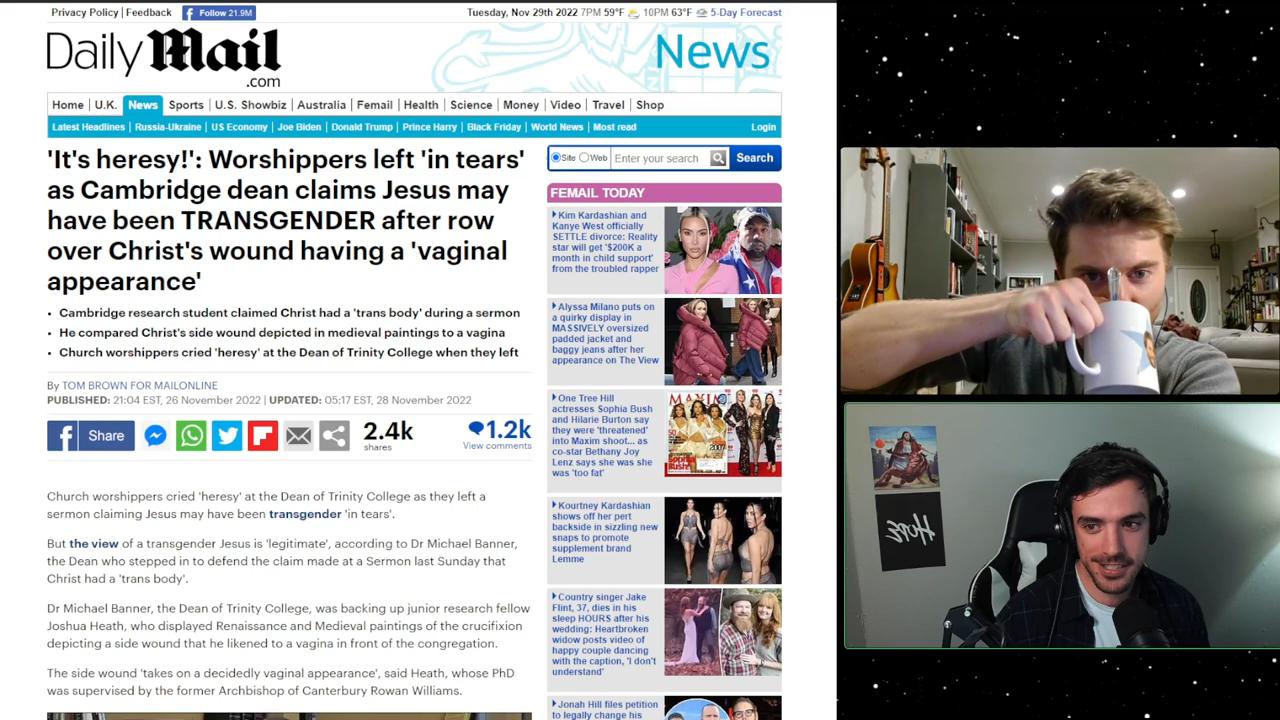 Privacy Policy | Feedback
Follow 21.9M
Tuesday, Nov 29th 2022 7PM 59°F 10PM 63°F 5-Day Forecast
Daily Mail
.com
News
Home U.K. News Sports U.S. Showbiz Australia Femail Health Science Money Video Travel Shop
Latest Headlines Russia-Ukraine US Economy Joe Biden Donald Trump Prince Harry Black Friday World News Most read Login
'It's heresy!': Worshippers left 'in tears'
as Cambridge dean claims Jesus may
have been TRANSGENDER after row
over Christ's wound having a 'vaginal
appearance'
• Cambridge research student claimed Christ had a 'trans body' during a sermon
• He compared Christ's side wound depicted in medieval paintings to a vagina
• Church worshippers cried 'heresy' at the Dean of Trinity College when they left
By TOM BROWN FOR MAILONLINE
PUBLISHED: 21:04 EST, 26 November 2022 | UPDATED: 05:17 EST, 28 November 2022
Share
2.4k
shares
1.2k
View comments
Church worshippers cried 'heresy' at the Dean of Trinity College as they left a
sermon claiming Jesus may have been transgender 'in tears'.
But the view of a transgender Jesus is 'legitimate', according to Dr Michael Banner,
the Dean who stepped in to defend the claim made at a Sermon last Sunday that
Christ had a 'trans body'.
Dr Michael Banner, the Dean of Trinity College, was backing up junior research fellow
Joshua Heath, who displayed Renaissance and Medieval paintings of the crucifixion
depicting a side wound that he likened to a vagina in front of the congregation.
The side wound 'takes on a decidedly vaginal appearance', said Heath, whose PhD
was supervised by the former Archbishop of Canterbury Rowan Williams.
Site Web Enter your search Search
FEMAIL TODAY
Kim Kardashian and
Kanye West officially
SETTLE divorce: Reality
star will get '$200K a
month in child support'
from the troubled rapper
Alyssa Milano puts on
a quirky display in
MASSIVELY oversized
padded jacket and
baggy jeans after her
appearance on The View
One Tree Hill
actresses Sophia Bush
and Hilarie Burton say
they were 'threatened'
into Maxim shoot... as
co-star Bethany Joy
Lenz says she was she
was 'too fat'
MAXIM
Kourtney Kardashian
shows off her pert
backside in sizzling new
snaps to promote
supplement brand
Lemme
Country singer Jake
Flint, 37, dies in his
sleep HOURS after his
wedding: Heartbroken
widow posts video of
happy couple dancing
with the caption, 'I don't
understand'
Jonah Hill files petition
to legally change his
Hope